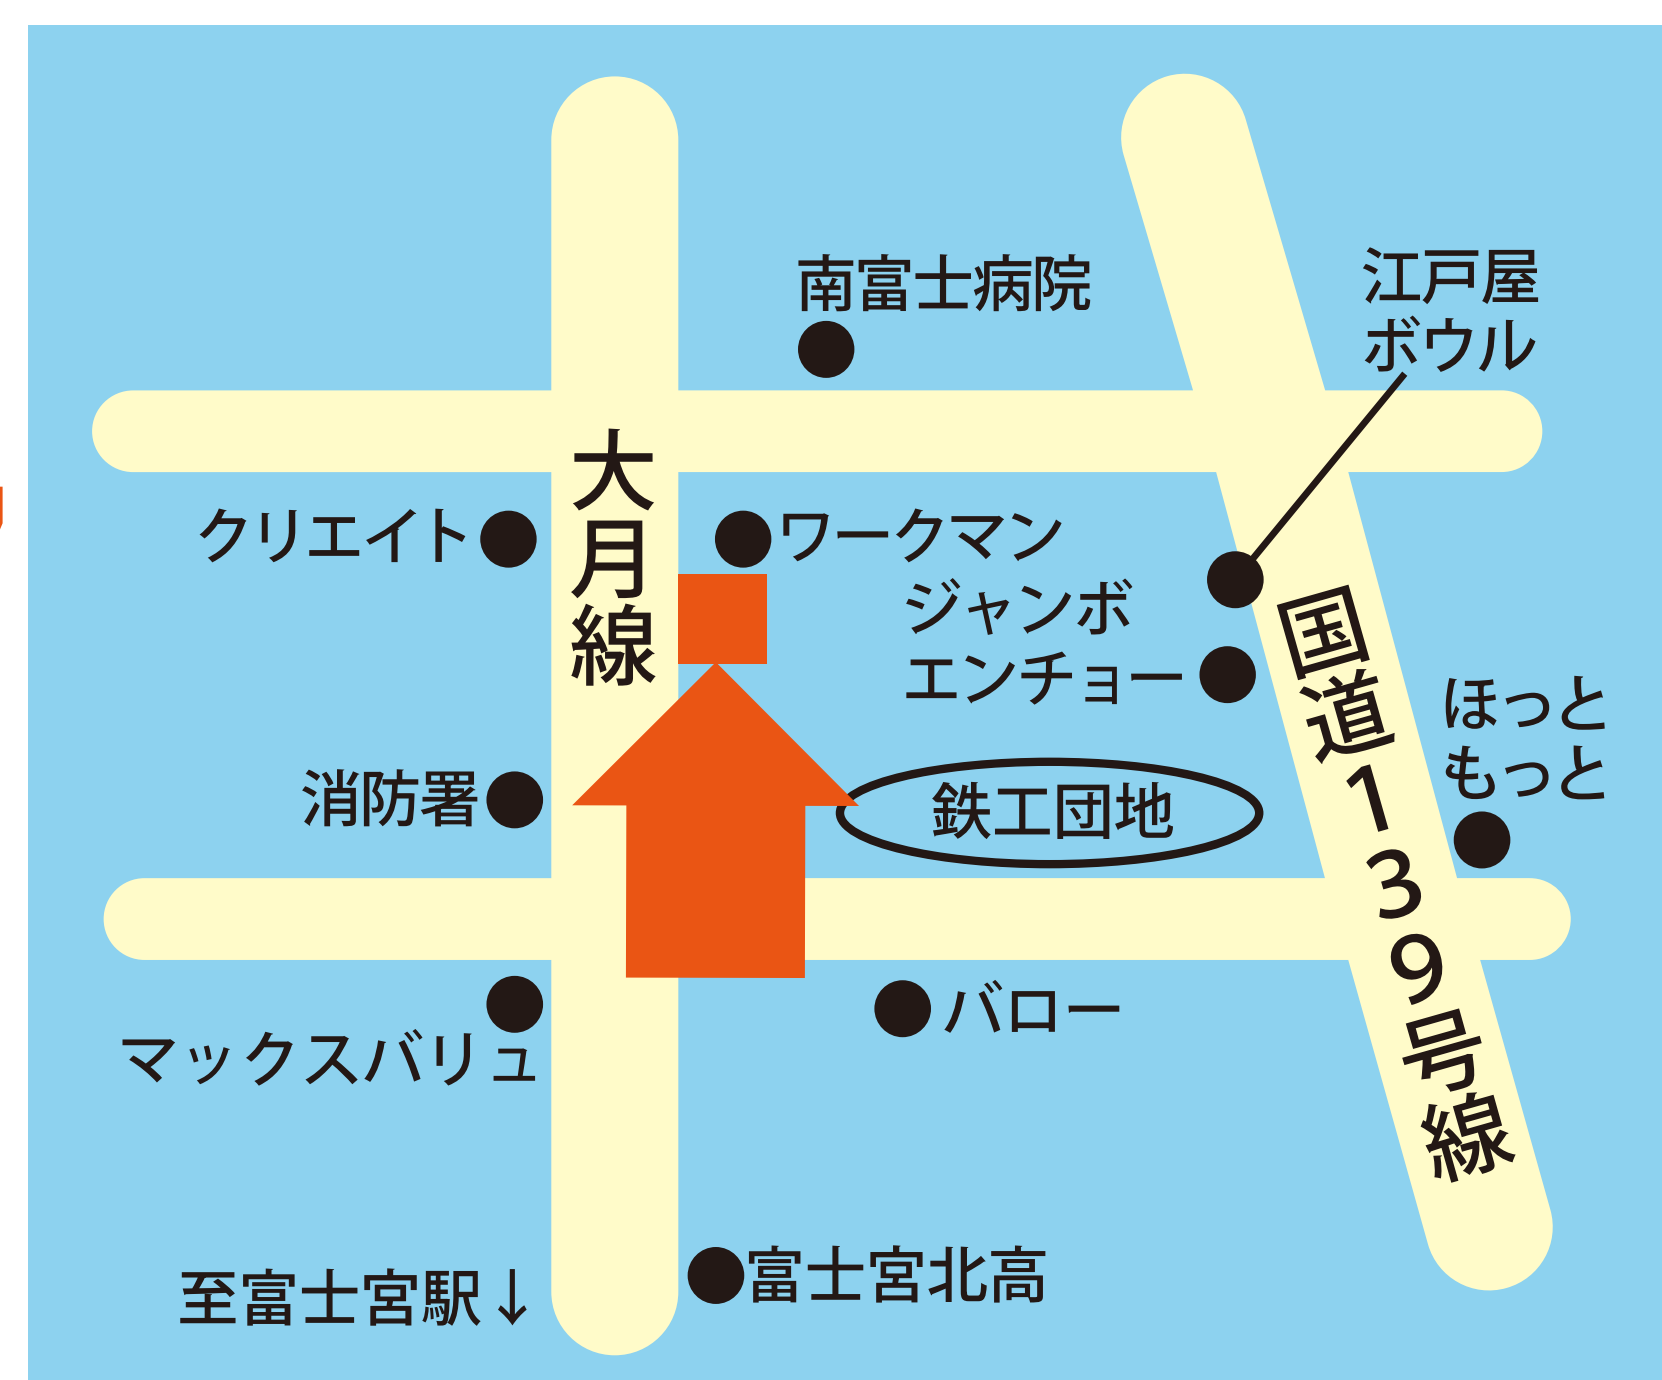 南富士病院
江戸屋
ボウル
大月線
クリエイト
ワークマン
ジャンボ
エンチョー
国道139号線
ほっと
もっと
消防署
鉄工団地
マックスバリュ
バロー
至富士宮駅↓
富士宮北高